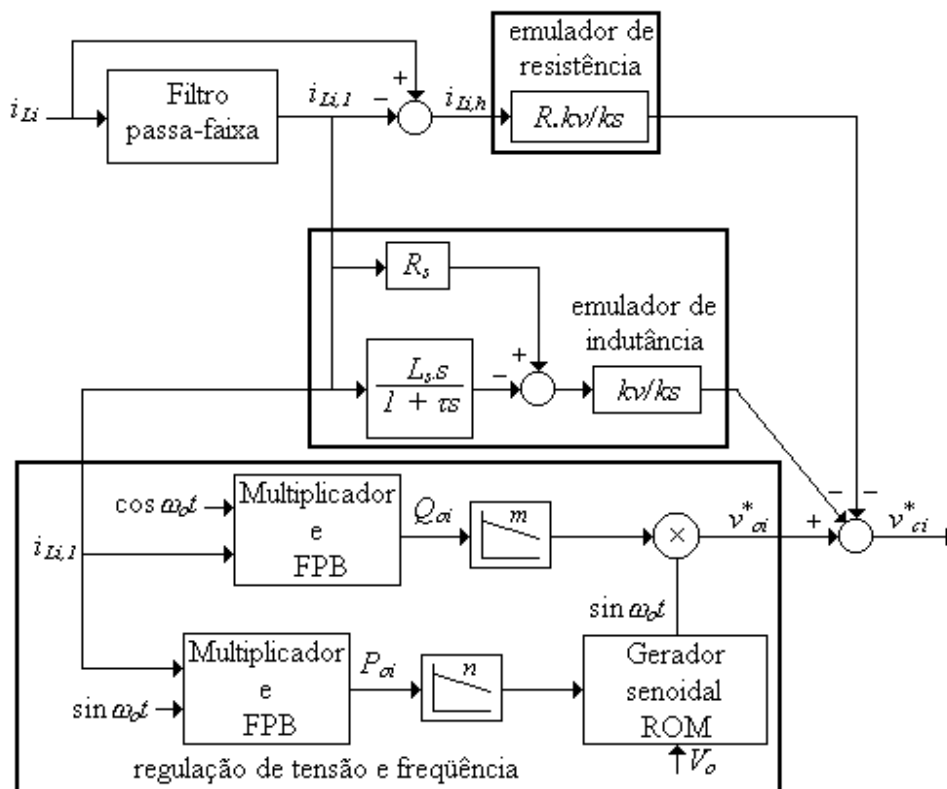 emulador de
resistência
i_Li
Filtro
passa-faixa
i_Li,1
+
−
i_Li,h
R.kv/ks
R_s
emulador de
indutância
L_s.s
1 + τs
+
−
kv/ks
cos ω_o t
Multiplicador
e
FPB
Q_oi
m
×
v*_oi
+
−
−
v*_ci
i_Li,1
sin ω_o t
Multiplicador
e
FPB
P_oi
n
Gerador
senoidal
ROM
sin ω_o t
V_o
regulação de tensão e freqüência